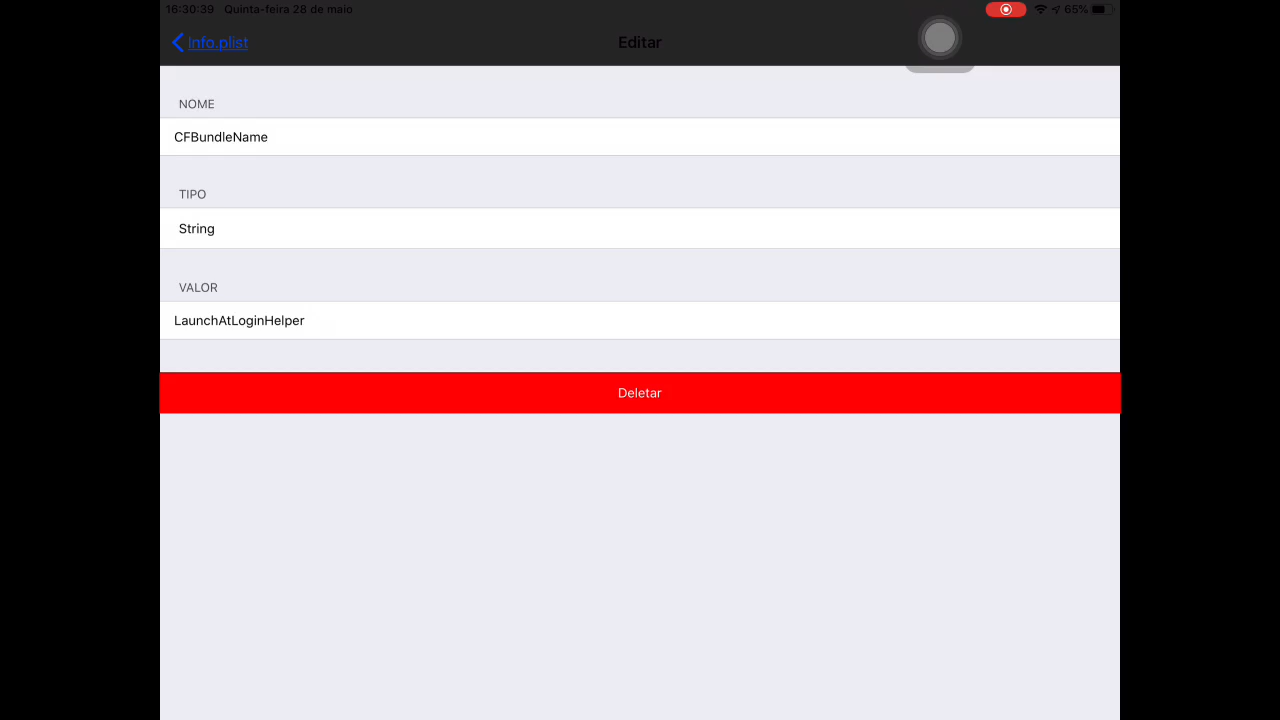 16:30:39 Quinta-feira 28 de maio 65%
Info.plist Editar
NOME
CFBundleName
TIPO
String
VALOR
LaunchAtLoginHelper
Deletar